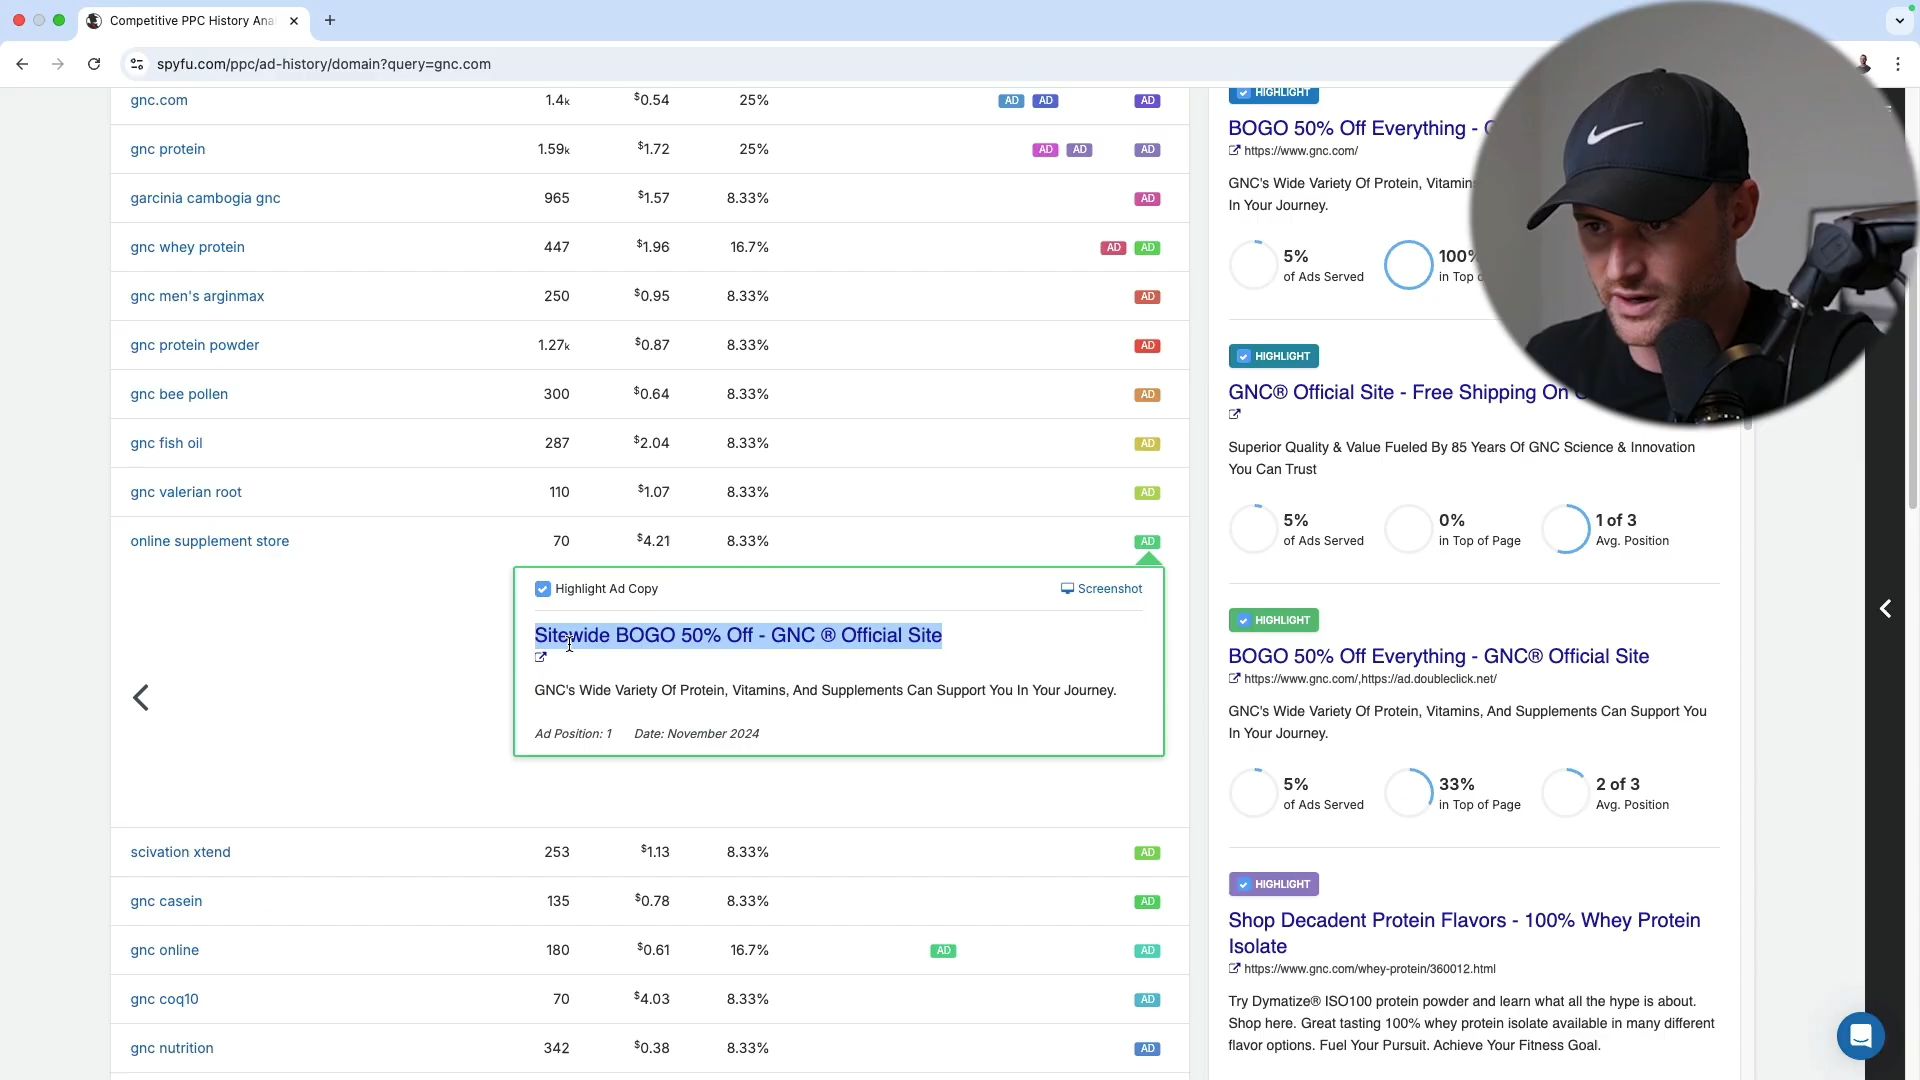 Competitive PPC History Ana
spyfu.com/ppc/ad-history/domain?query=gnc.com
gnc.com 1.4k $0.54 25% AD AD AD
gnc protein 1.59k $1.72 25% AD AD AD
garcinia cambogia gnc 965 $1.57 8.33% AD
gnc whey protein 447 $1.96 16.7% AD AD
gnc men's arginmax 250 $0.95 8.33% AD
gnc protein powder 1.27k $0.87 8.33% AD
gnc bee pollen 300 $0.64 8.33% AD
gnc fish oil 287 $2.04 8.33% AD
gnc valerian root 110 $1.07 8.33% AD
online supplement store 70 $4.21 8.33% AD
Highlight Ad Copy Screenshot
Sitewide BOGO 50% Off - GNC ® Official Site
GNC's Wide Variety Of Protein, Vitamins, And Supplements Can Support You In Your Journey.
Ad Position: 1 Date: November 2024
scivation xtend 253 $1.13 8.33% AD
gnc casein 135 $0.78 8.33% AD
gnc online 180 $0.61 16.7% AD AD
gnc coq10 70 $4.03 8.33% AD
gnc nutrition 342 $0.38 8.33% AD
HIGHLIGHT
BOGO 50% Off Everything -
https://www.gnc.com/
GNC's Wide Variety Of Protein, Vitamin
In Your Journey.
5% 100%
of Ads Served in Top
HIGHLIGHT
GNC® Official Site - Free Shipping On
Superior Quality & Value Fueled By 85 Years Of GNC Science & Innovation
You Can Trust
5% 0% 1 of 3
of Ads Served in Top of Page Avg. Position
HIGHLIGHT
BOGO 50% Off Everything - GNC® Official Site
https://www.gnc.com/,https://ad.doubleclick.net/
GNC's Wide Variety Of Protein, Vitamins, And Supplements Can Support You
In Your Journey.
5% 33% 2 of 3
of Ads Served in Top of Page Avg. Position
HIGHLIGHT
Shop Decadent Protein Flavors - 100% Whey Protein
Isolate
https://www.gnc.com/whey-protein/360012.html
Try Dymatize® ISO100 protein powder and learn what all the hype is about.
Shop here. Great tasting 100% whey protein isolate available in many different
flavor options. Fuel Your Pursuit. Achieve Your Fitness Goal.